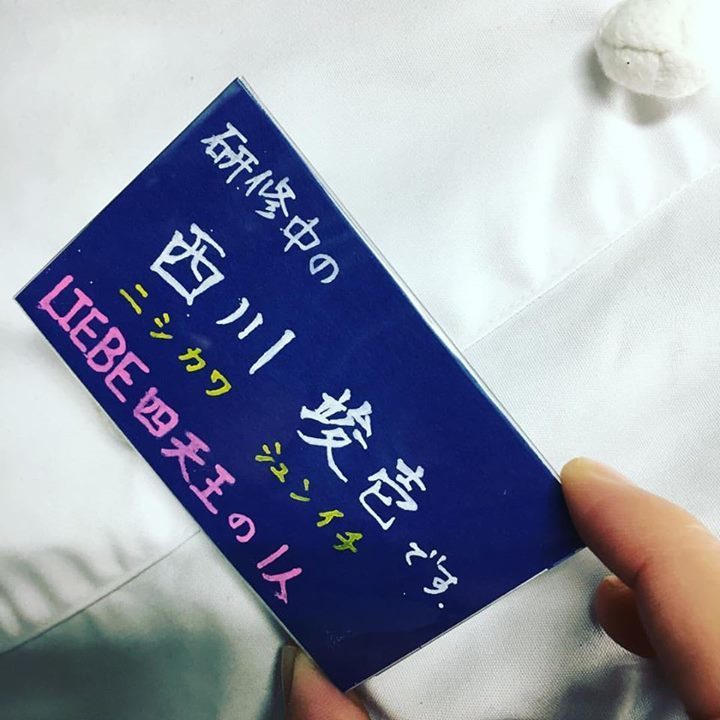 研修中の
西川 竣壱です.
ニシカワ シュンイチ
LIEBE四天王の1人